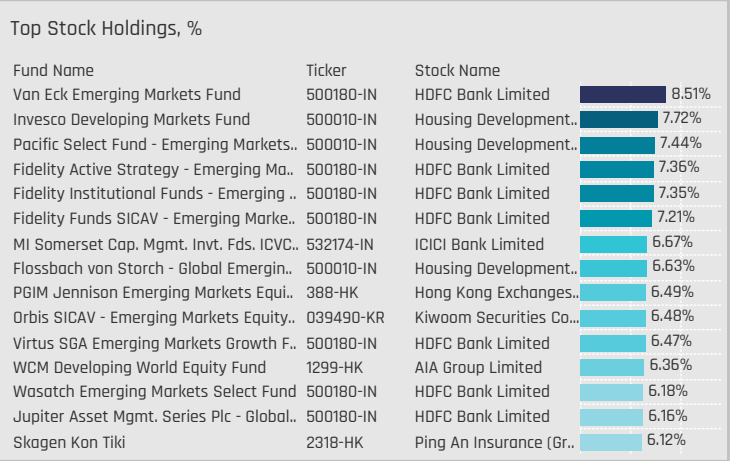 Top Stock Holdings, %
Fund Name Ticker Stock Name
Van Eck Emerging Markets Fund 500180-IN HDFC Bank Limited 8.51%
Invesco Developing Markets Fund 500010-IN Housing Development.. 7.72%
Pacific Select Fund - Emerging Markets.. 500010-IN Housing Development.. 7.44%
Fidelity Active Strategy - Emerging Ma.. 500180-IN HDFC Bank Limited 7.36%
Fidelity Institutional Funds - Emerging .. 500180-IN HDFC Bank Limited 7.35%
Fidelity Funds SICAV - Emerging Marke.. 500180-IN HDFC Bank Limited 7.21%
MI Somerset Cap. Mgmt. Invt. Fds. ICVC.. 532174-IN ICICI Bank Limited 6.67%
Flossbach von Storch - Global Emergin.. 500010-IN Housing Development.. 6.63%
PGIM Jennison Emerging Markets Equi.. 388-HK Hong Kong Exchanges.. 6.49%
Orbis SICAV - Emerging Markets Equity.. 039490-KR Kiwoom Securities Co... 6.48%
Virtus SGA Emerging Markets Growth F.. 500180-IN HDFC Bank Limited 6.47%
WCM Developing World Equity Fund 1299-HK AIA Group Limited 6.36%
Wasatch Emerging Markets Select Fund 500180-IN HDFC Bank Limited 6.18%
Jupiter Asset Mgmt. Series Plc - Global.. 500180-IN HDFC Bank Limited 6.16%
Skagen Kon Tiki 2318-HK Ping An Insurance (Gr.. 6.12%